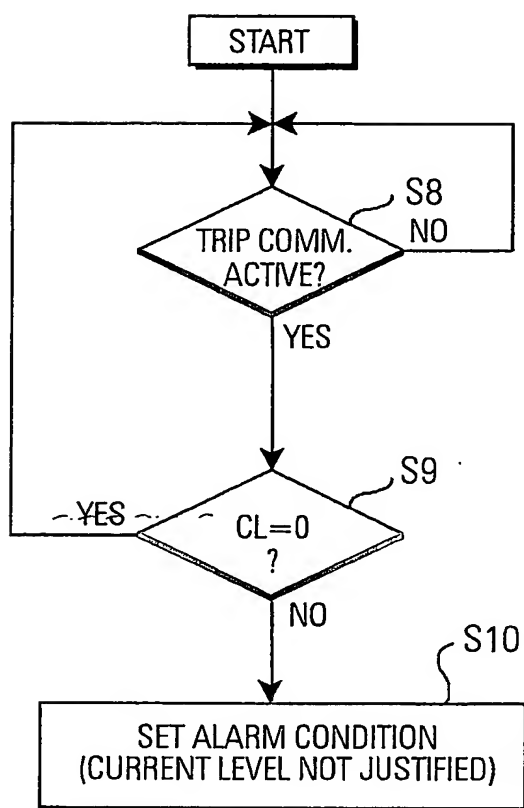 START
S8
TRIP COMM.
ACTIVE?
NO
YES
S9
YES
CL=0
?
NO
S10
SET ALARM CONDITION
(CURRENT LEVEL NOT JUSTIFIED)